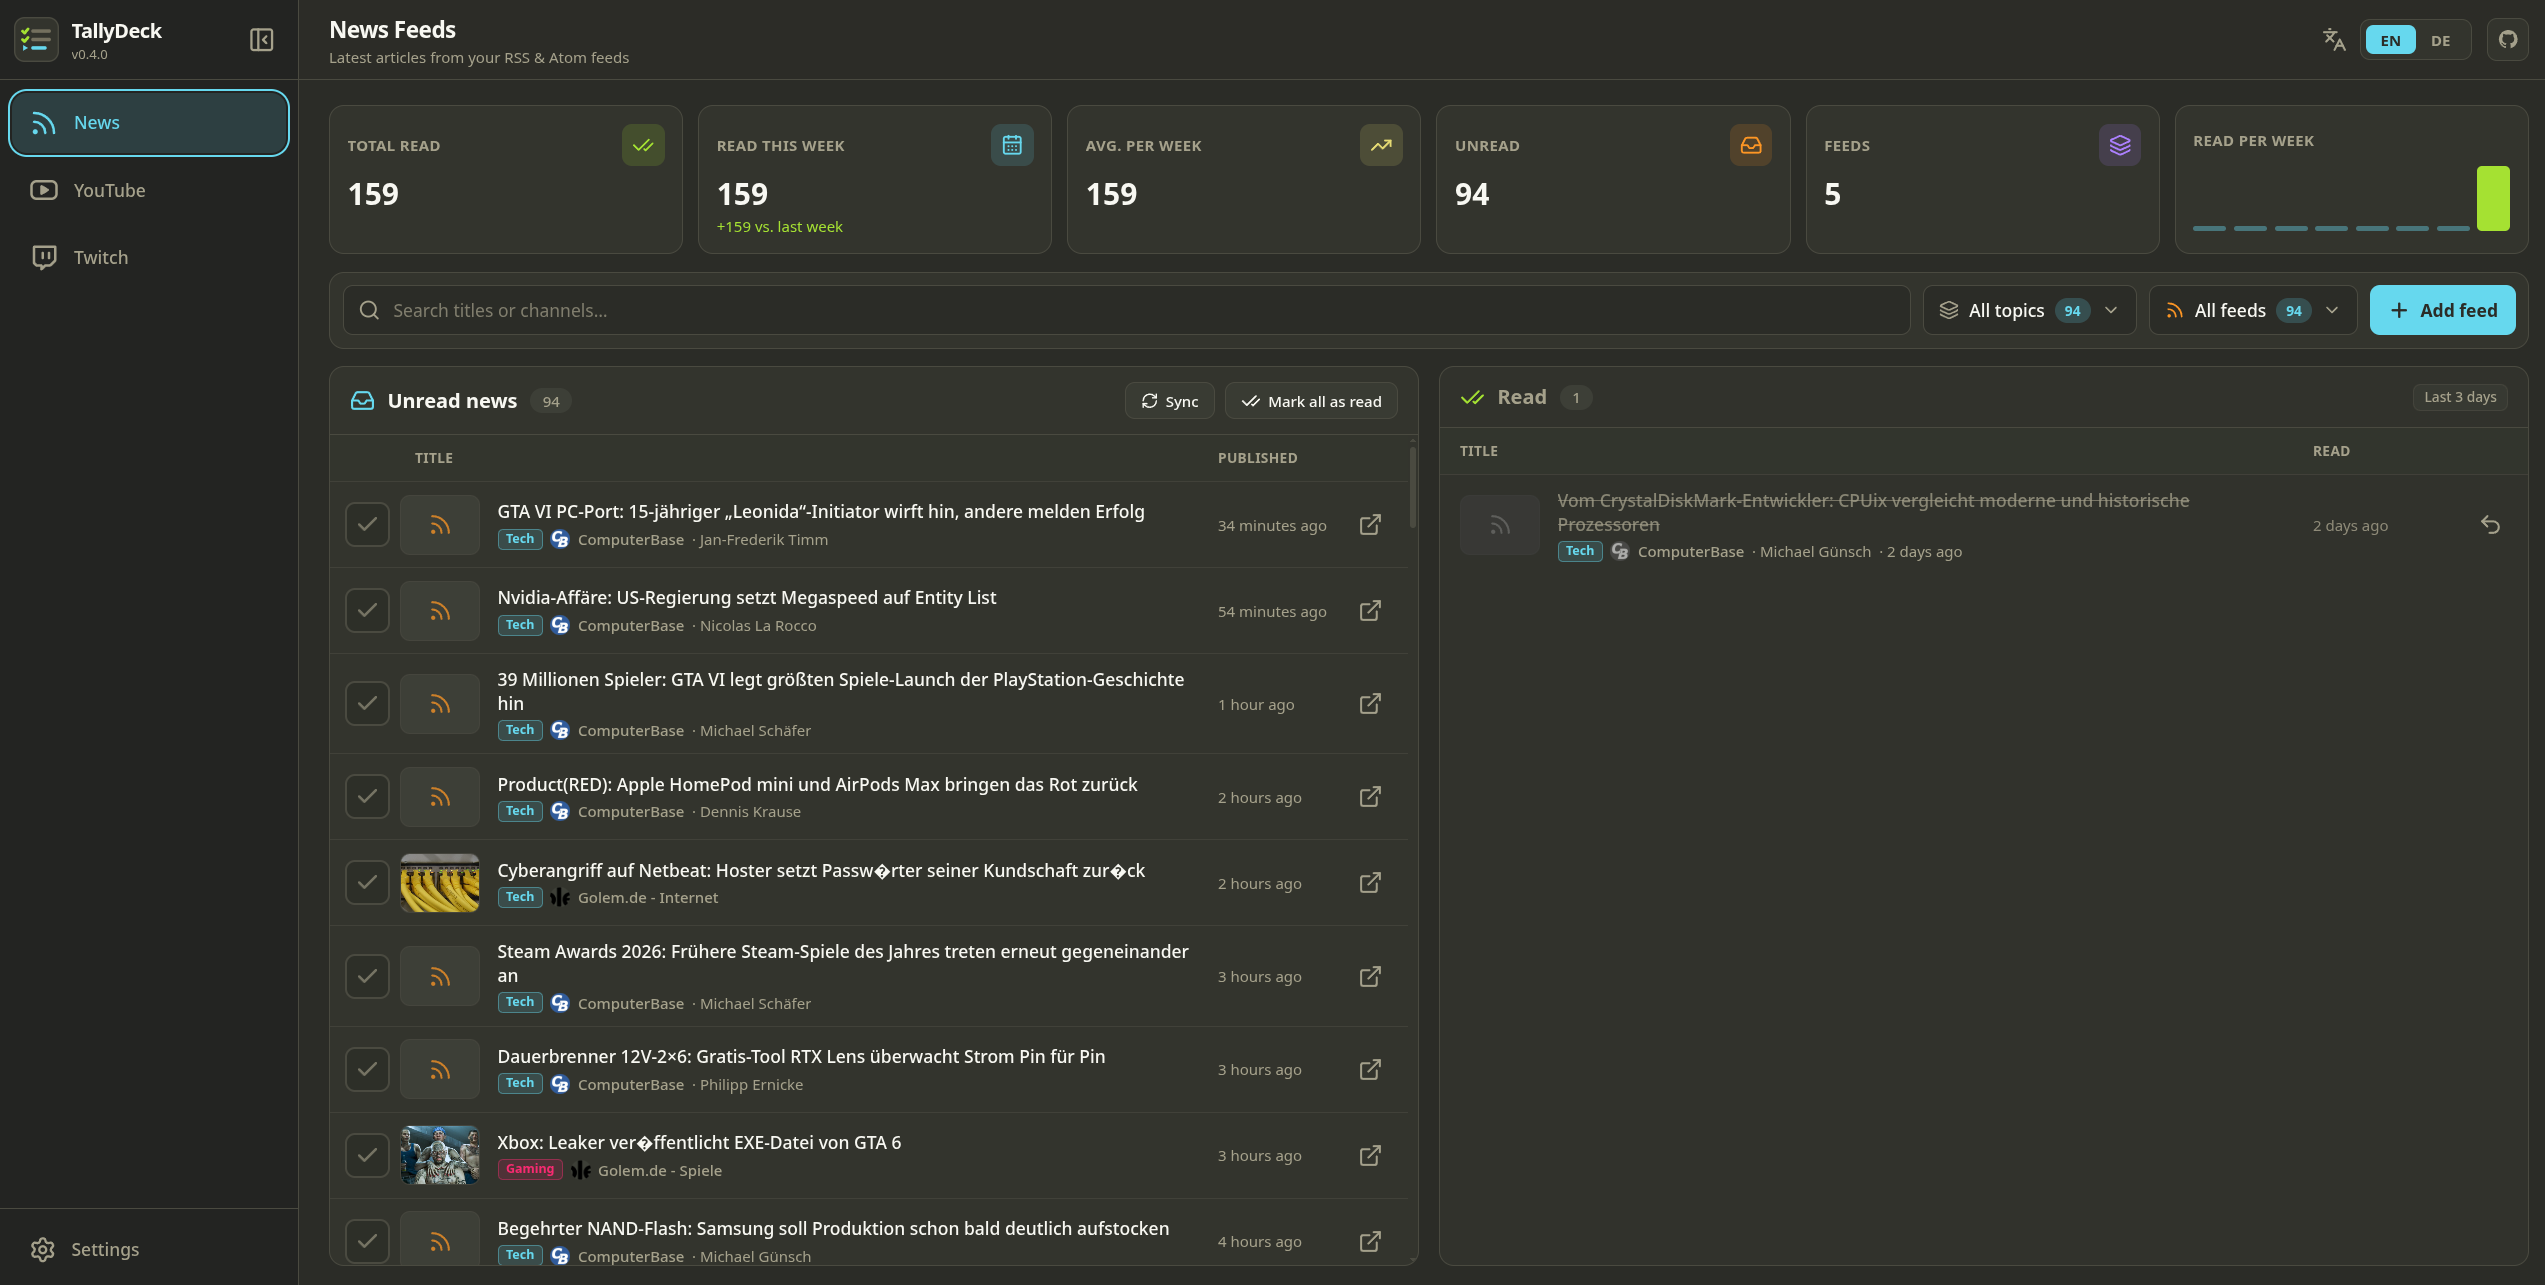 TallyDeck
v0.4.0
News
YouTube
Twitch
Settings
News Feeds
Latest articles from your RSS & Atom feeds
EN
DE
TOTAL READ
159
READ THIS WEEK
159
+159 vs. last week
AVG. PER WEEK
159
UNREAD
94
FEEDS
5
READ PER WEEK
Search titles or channels...
All topics 94
All feeds 94
Add feed
Unread news 94
Sync
Mark all as read
TITLE PUBLISHED
GTA VI PC-Port: 15-jähriger „Leonida“-Initiator wirft hin, andere melden Erfolg
Tech ComputerBase · Jan-Frederik Timm
34 minutes ago
Nvidia-Affäre: US-Regierung setzt Megaspeed auf Entity List
Tech ComputerBase · Nicolas La Rocco
54 minutes ago
39 Millionen Spieler: GTA VI legt größten Spiele-Launch der PlayStation-Geschichte
hin
Tech ComputerBase · Michael Schäfer
1 hour ago
Product(RED): Apple HomePod mini und AirPods Max bringen das Rot zurück
Tech ComputerBase · Dennis Krause
2 hours ago
Cyberangriff auf Netbeat: Hoster setzt Passw�rter seiner Kundschaft zur�ck
Tech Golem.de - Internet
2 hours ago
Steam Awards 2026: Frühere Steam-Spiele des Jahres treten erneut gegeneinander
an
Tech ComputerBase · Michael Schäfer
3 hours ago
Dauerbrenner 12V-2×6: Gratis-Tool RTX Lens überwacht Strom Pin für Pin
Tech ComputerBase · Philipp Ernicke
3 hours ago
Xbox: Leaker ver�ffentlicht EXE-Datei von GTA 6
Gaming Golem.de - Spiele
3 hours ago
Begehrter NAND-Flash: Samsung soll Produktion schon bald deutlich aufstocken
Tech ComputerBase · Michael Günsch
4 hours ago
Read 1
Last 3 days
TITLE READ
Vom CrystalDiskMark-Entwickler: CPUix vergleicht moderne und historische
Prozessoren
Tech ComputerBase · Michael Günsch · 2 days ago
2 days ago